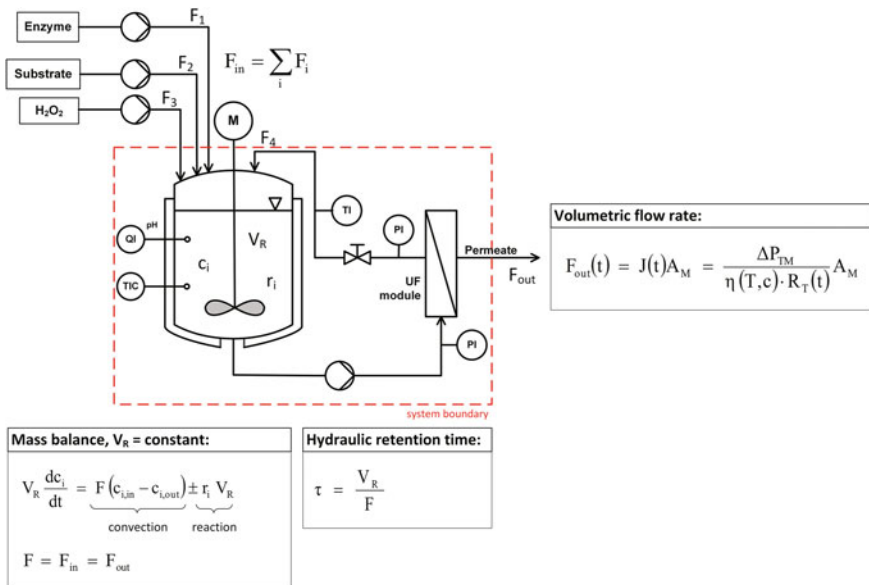 Enzyme
F₁
Substrate
F₂
H₂O₂
F₃
F_in = ∑_i F_i
M
F₄
TI
PI
QI
pH
V_R
c_i
r_i
TIC
UF
module
Permeate
F_out
PI
system boundary
Volumetric flow rate:
F_out(t) = J(t)A_M = ΔP_TM / (η(T,c)·R_T(t)) A_M
Mass balance, V_R = constant:
V_R dc_i/dt = F(c_i,in − c_i,out) ± r_i V_R
convection reaction
F = F_in = F_out
Hydraulic retention time:
τ = V_R / F